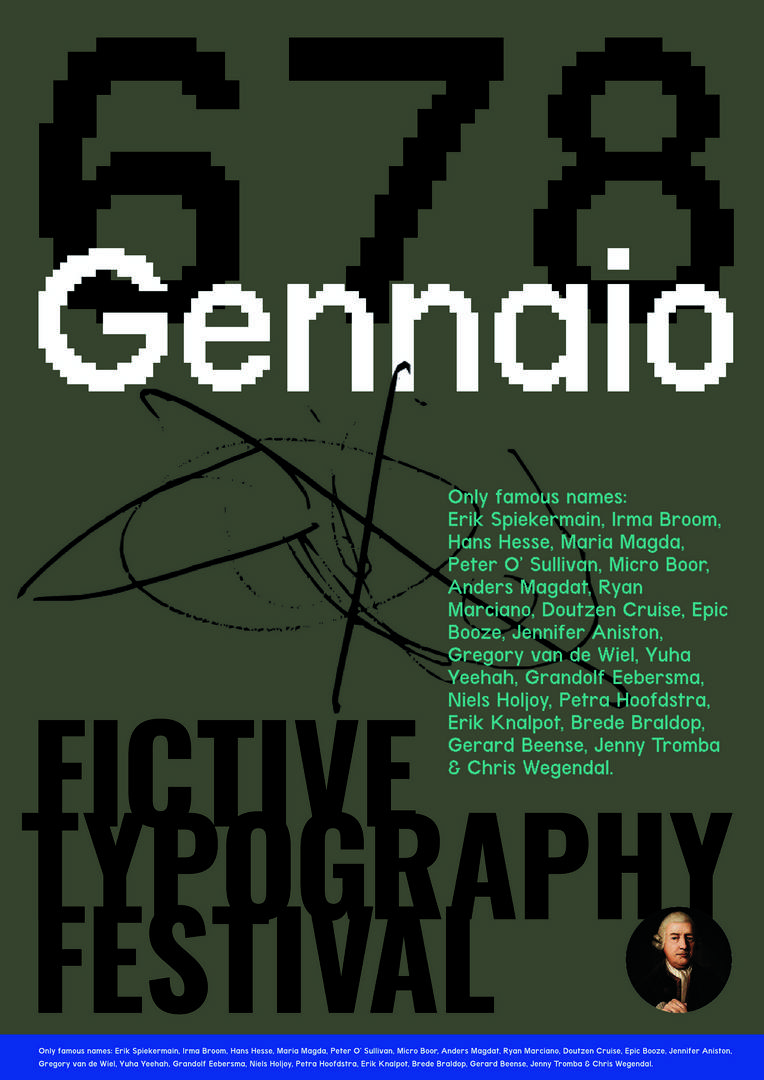 678
Gennaio
Only famous names:
Erik Spiekermain, Irma Broom,
Hans Hesse, Maria Magda,
Peter O' Sullivan, Micro Boor,
Anders Magdat, Ryan
Marciano, Doutzen Cruise, Epic
Booze, Jennifer Aniston,
Gregory van de Wiel, Yuha
Yeehah, Grandolf Eebersma,
Niels Holjoy, Petra Hoofdstra,
Erik Knalpot, Brede Braldop,
Gerard Beense, Jenny Tromba
& Chris Wegendal.
FICTIVE
TYPOGRAPHY
FESTIVAL
Only famous names: Erik Spiekermain, Irma Broom, Hans Hesse, Maria Magda, Peter O' Sullivan, Micro Boor, Anders Magdat, Ryan Marciano, Doutzen Cruise, Epic Booze, Jennifer Aniston,
Gregory van de Wiel, Yuha Yeehah, Grandolf Eebersma, Niels Holjoy, Petra Hoofdstra, Erik Knalpot, Brede Braldop, Gerard Beense, Jenny Tromba & Chris Wegendal.